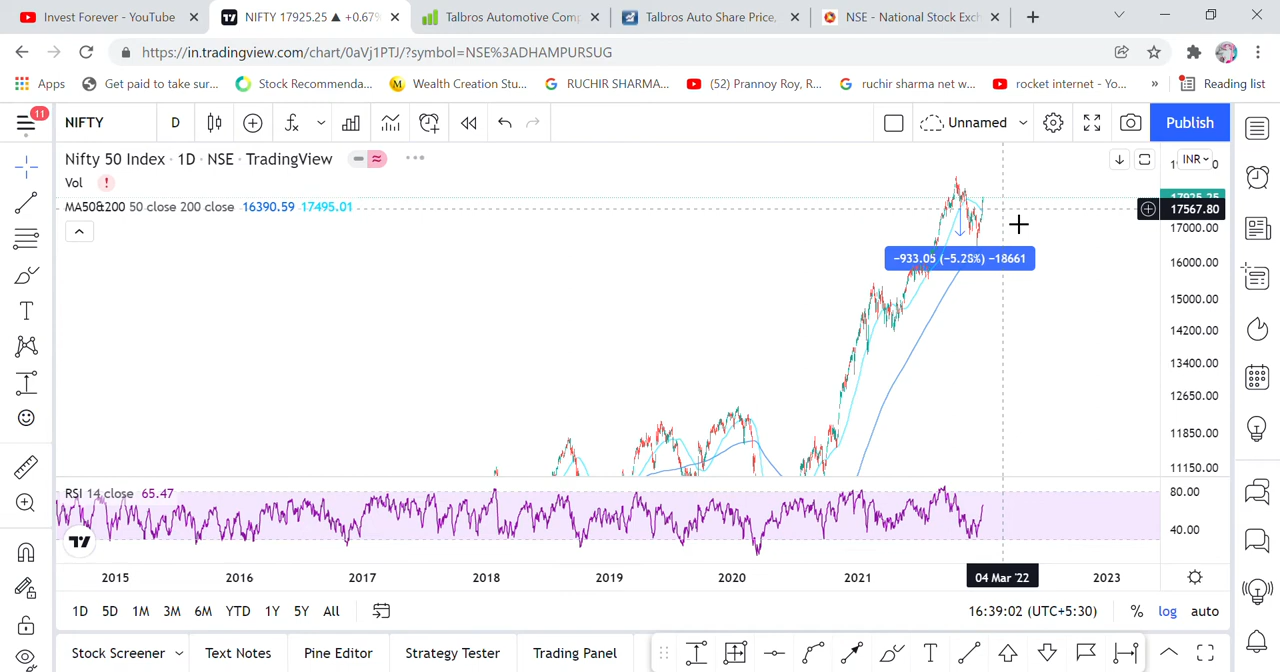 Invest Forever - YouTube
NIFTY 17925.25 ▲ +0.67%
Talbros Automotive Comp
Talbros Auto Share Price,
NSE - National Stock Exch
https://in.tradingview.com/chart/0aVj1PTJ/?symbol=NSE%3ADHAMPURSUG
Apps
Get paid to take sur...
Stock Recommenda...
Wealth Creation Stu...
RUCHIR SHARMA...
(52) Prannoy Roy, R...
ruchir sharma net w...
rocket internet - Yo...
»
Reading list
11
NIFTY
D
Unnamed
Publish
Nifty 50 Index · 1D · NSE · TradingView
INR
Vol
MA50&200 50 close 200 close 16390.59 17495.01
17925.25
17567.80
17000.00
−933.05 (−5.28%) −18661
16000.00
15000.00
14200.00
13400.00
12650.00
11850.00
11150.00
RSI 14 close 65.47
80.00
40.00
2015
2016
2017
2018
2019
2020
2021
04 Mar '22
2023
1D 5D 1M 3M 6M YTD 1Y 5Y All
16:39:02 (UTC+5:30)
% log auto
Stock Screener
Text Notes
Pine Editor
Strategy Tester
Trading Panel